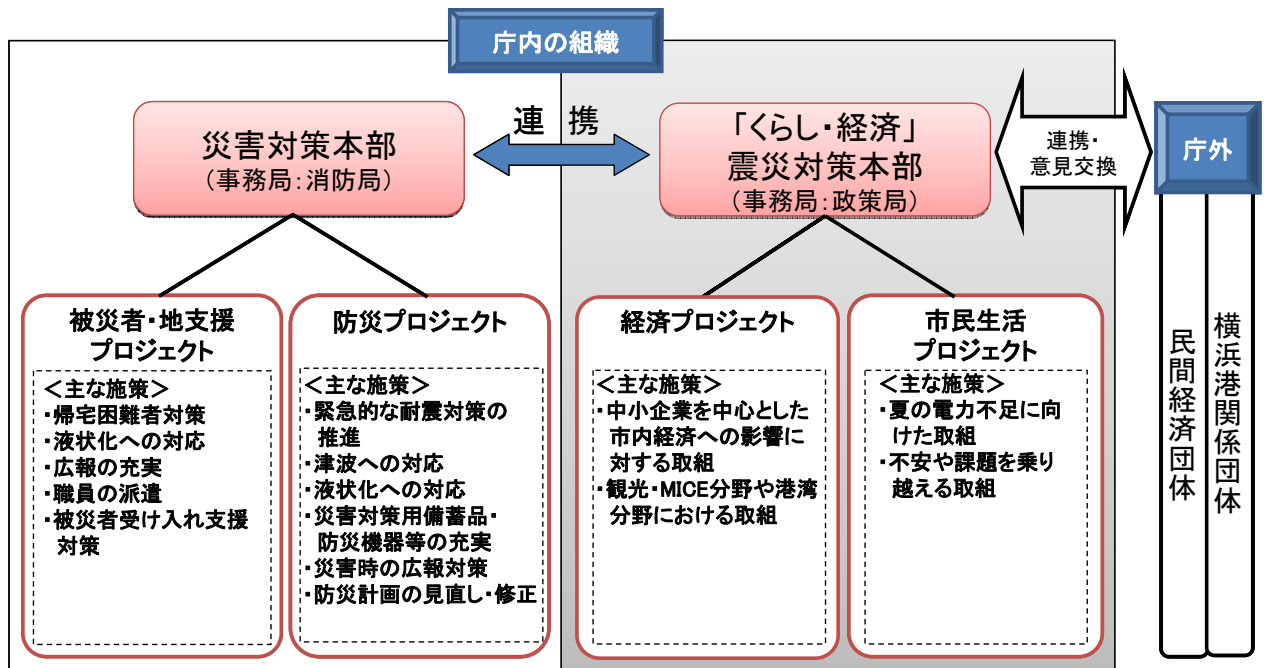 庁内の組織
災害対策本部
（事務局：消防局）
連 携
「くらし・経済」
震災対策本部
（事務局：政策局）
連携・
意見交換
庁外
被災者・地支援
プロジェクト
＜主な施策＞
・帰宅困難者対策
・液状化への対応
・広報の充実
・職員の派遣
・被災者受け入れ支援
対策
防災プロジェクト
＜主な施策＞
・緊急的な耐震対策の
推進
・津波への対応
・液状化への対応
・災害対策用備蓄品・
防災機器等の充実
・災害時の広報対策
・防災計画の見直し・修正
経済プロジェクト
＜主な施策＞
・中小企業を中心とした
市内経済への影響に
対する取組
・観光・MICE分野や港湾
分野における取組
市民生活
プロジェクト
＜主な施策＞
・夏の電力不足に向
けた取組
・不安や課題を乗り
越える取組
横浜港関係団体
民間経済団体